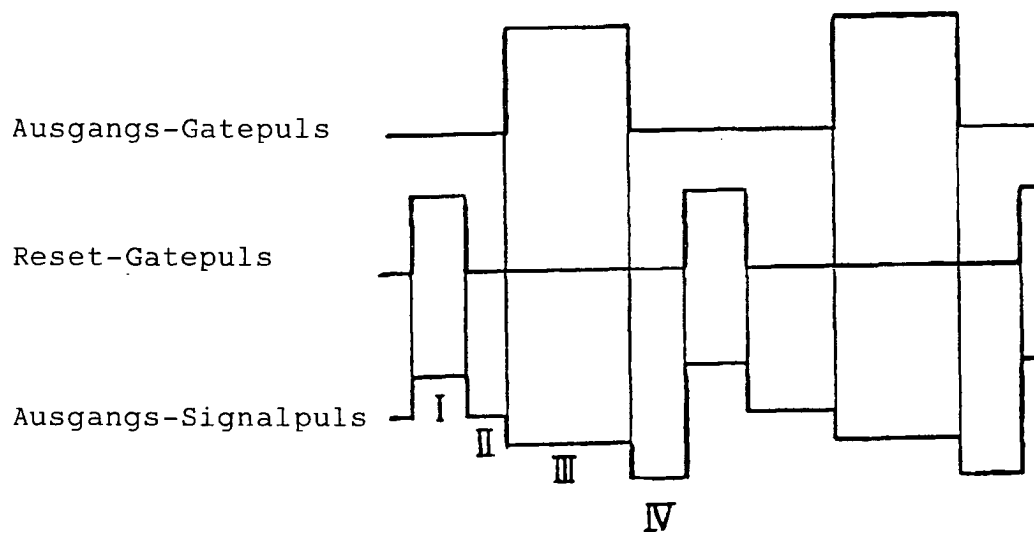 Ausgangs-Gatepuls
Reset-Gatepuls
Ausgangs-Signalpuls
I
II
III
IV